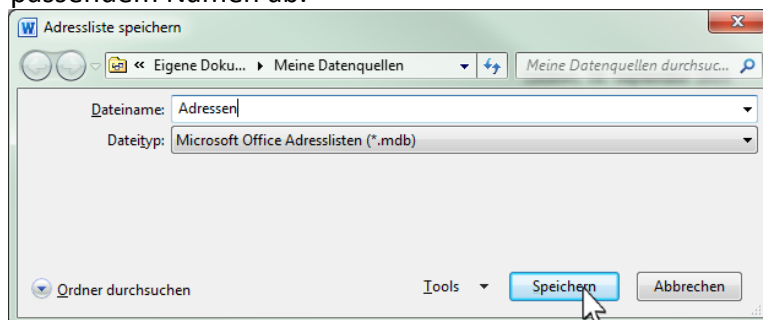 passendem Namen ab.
Adressliste speichern
« Eigene Doku... ▸ Meine Datenquellen
Meine Datenquellen durchsuc...
Dateiname: Adressen
Dateityp: Microsoft Office Adresslisten (*.mdb)
Ordner durchsuchen
Tools
Speichern
Abbrechen